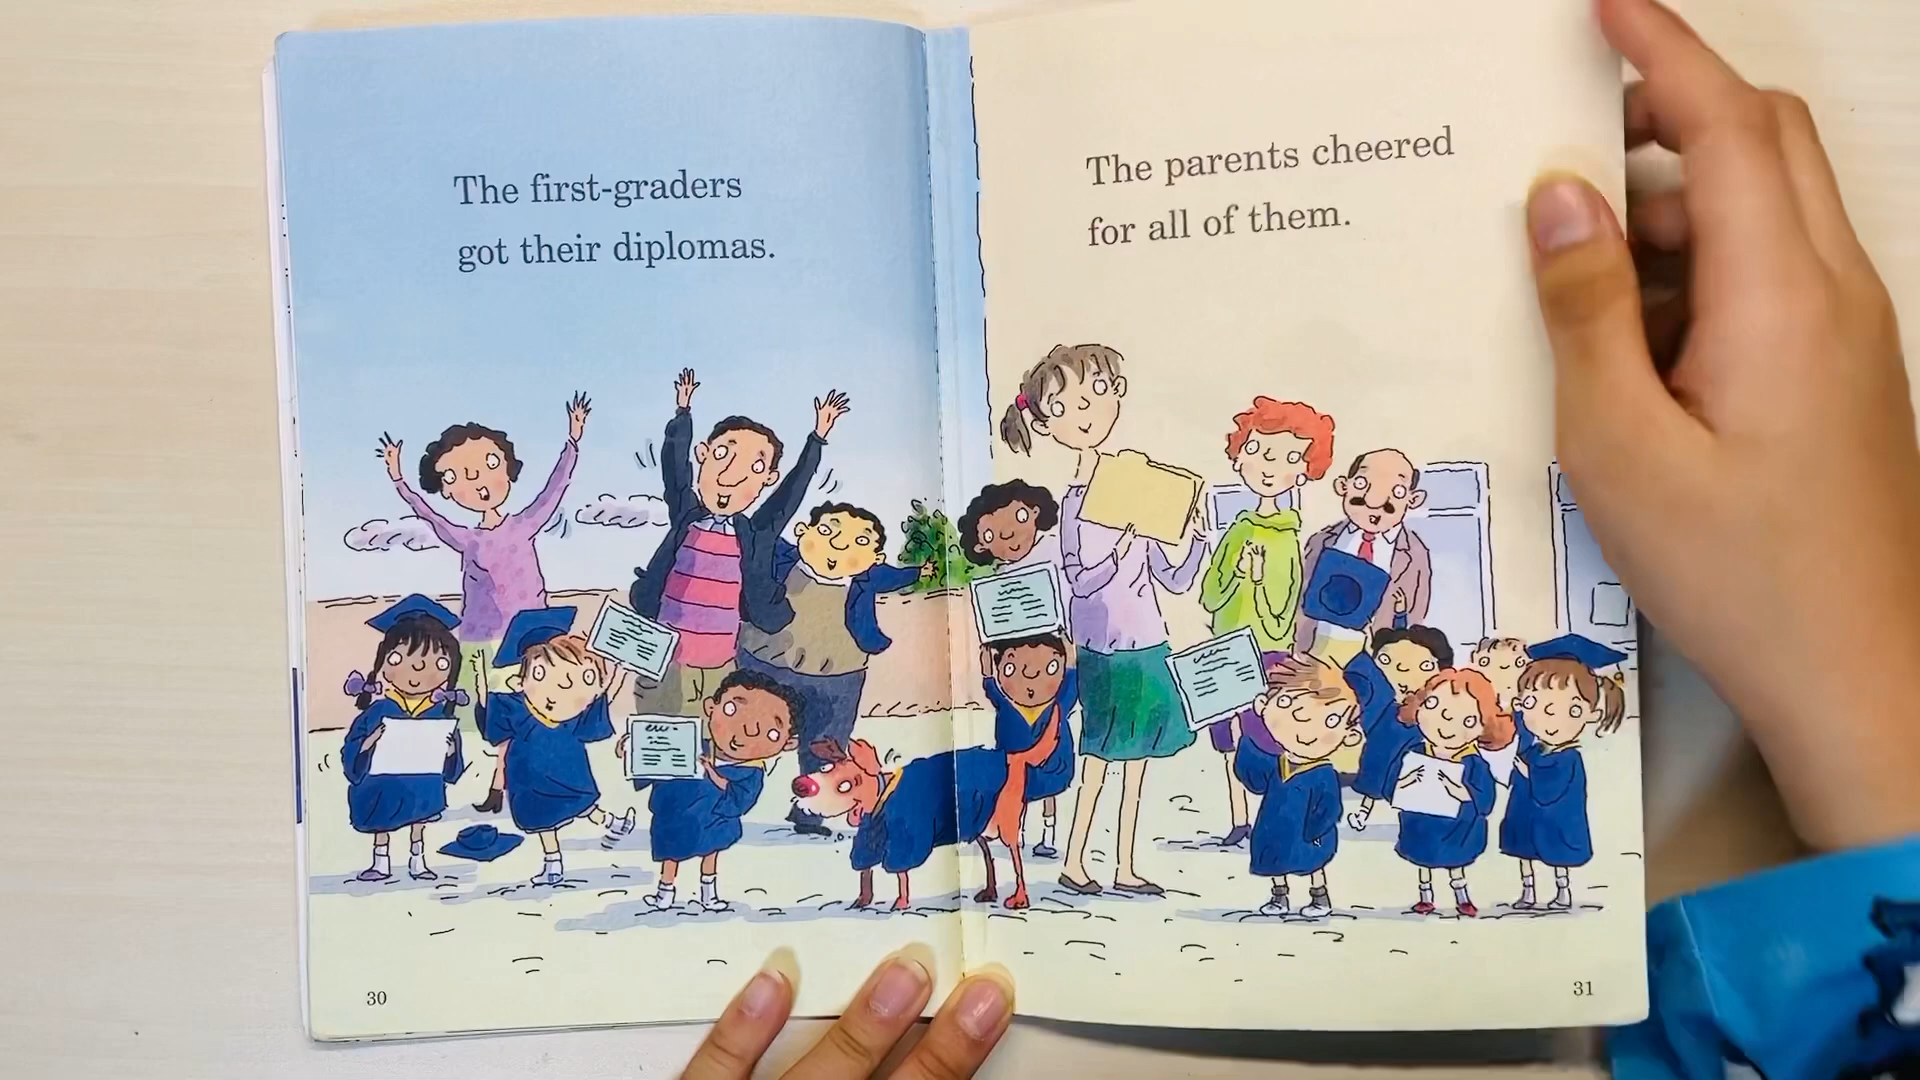 The first-graders
got their diplomas.
30
The parents cheered
for all of them.
31